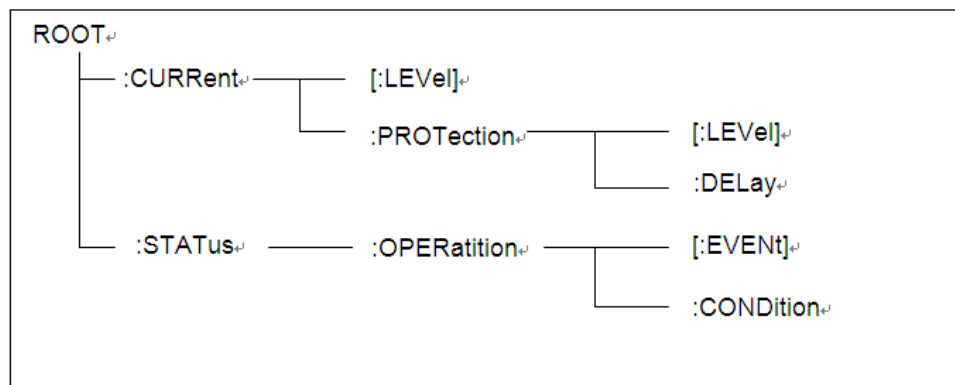 ROOT
:CURRent [:LEVel]
:PROTection [:LEVel]
:DELay
:STATus :OPERatition [:EVENt]
:CONDition